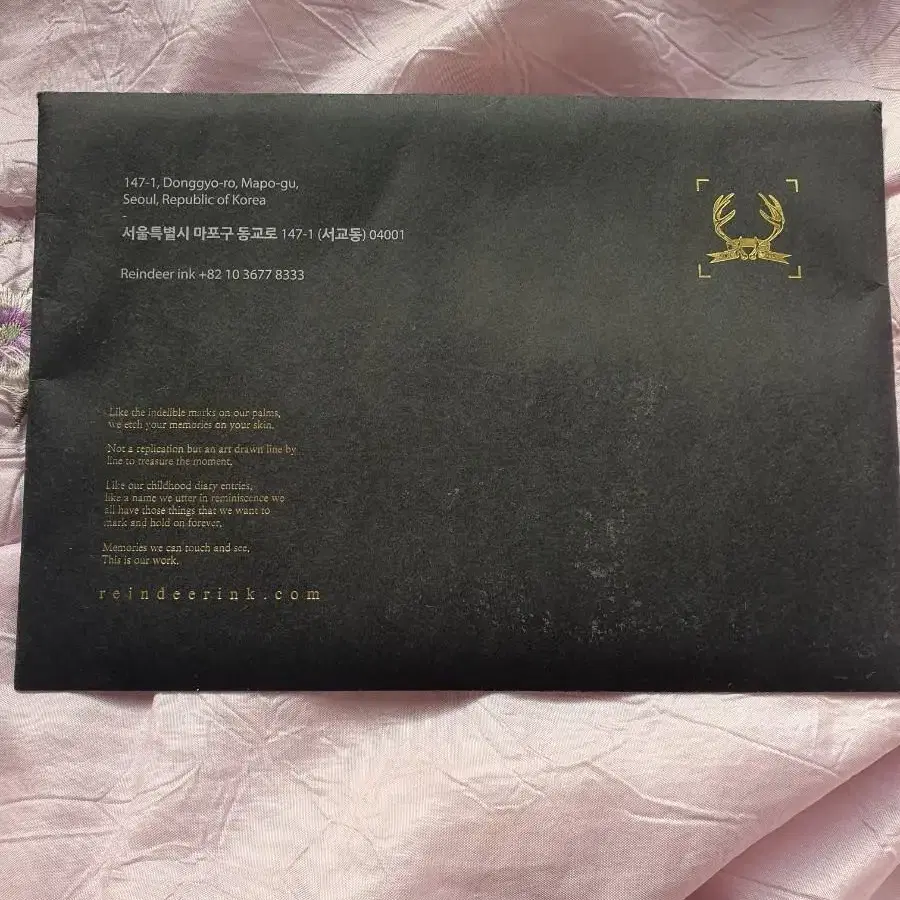 147-1, Donggyo-ro, Mapo-gu,
Seoul, Republic of Korea
-
서울특별시 마포구 동교로 147-1 (서교동) 04001
Reindeer ink +82 10 3677 8333
Like the indelible marks on our palms,
we etch your memories on your skin.
Not a replication but an art drawn line by
line to treasure the moment.
Like our childhood diary entries,
like a name we utter in reminiscence we
all have those things that we want to
mark and hold on forever.
Memories we can touch and see.
This is our work.
reindeerink.com